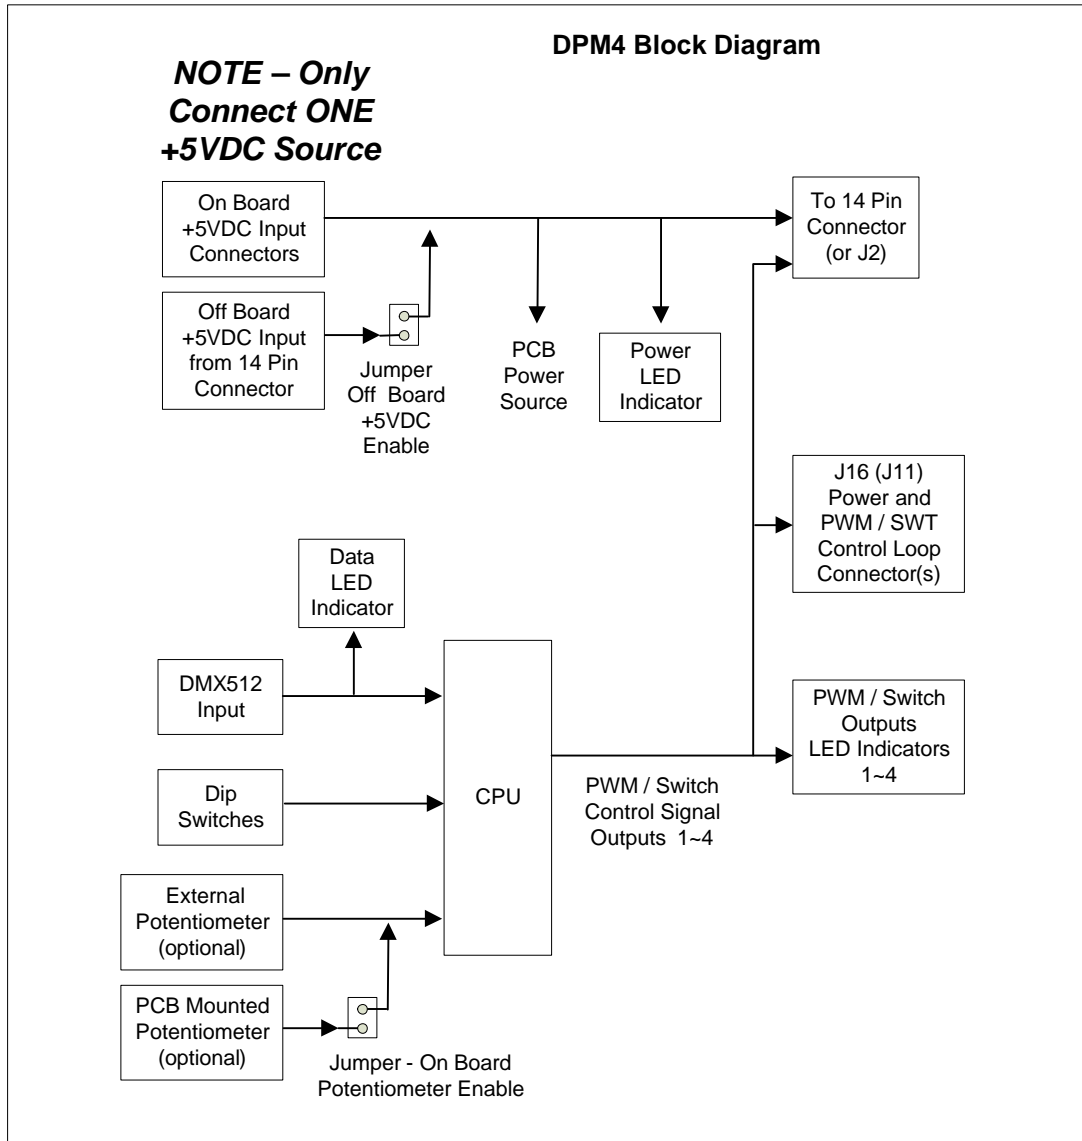 DPM4 Block Diagram
NOTE – Only
Connect ONE
+5VDC Source
On Board
+5VDC Input
Connectors
To 14 Pin
Connector
(or J2)
Off Board
+5VDC Input
from 14 Pin
Connector
Jumper
Off Board
+5VDC
Enable
PCB
Power
Source
Power
LED
Indicator
J16 (J11)
Power and
PWM / SWT
Control Loop
Connector(s)
Data
LED
Indicator
DMX512
Input
Dip
Switches
External
Potentiometer
(optional)
PCB Mounted
Potentiometer
(optional)
Jumper - On Board
Potentiometer Enable
CPU
PWM / Switch
Control Signal
Outputs 1~4
PWM / Switch
Outputs
LED Indicators
1~4